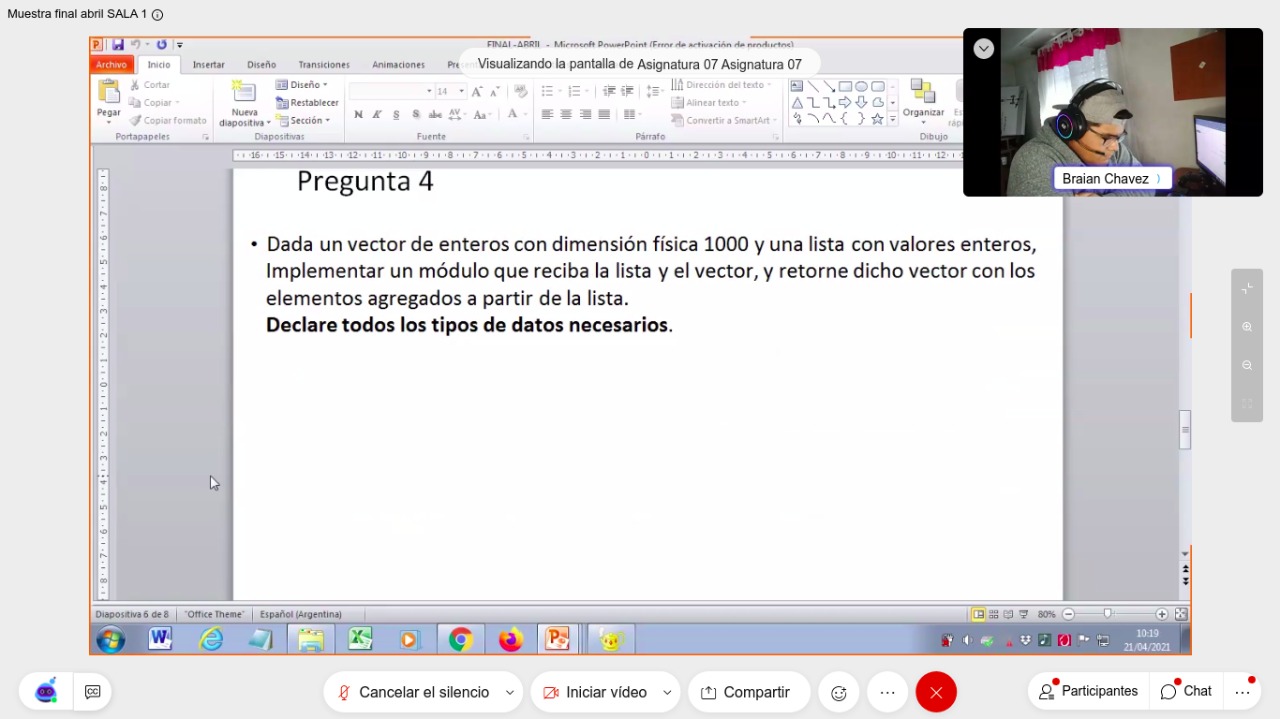 Muestra final abril SALA 1
FINAL-ABRIL - Microsoft PowerPoint (Error de activación de productos)
Visualizando la pantalla de Asignatura 07 Asignatura 07
Archivo Inicio Insertar Diseño Transiciones Animaciones
Pegar Cortar Copiar Copiar formato
Portapapeles
Nueva diapositiva Diseño Restablecer Sección
Diapositivas
14
N K S S abc AV Aa A
Fuente
Dirección del texto
Alinear texto
Convertir a SmartArt
Párrafo
Organizar
Dibujo
Braian Chavez
Pregunta 4
• Dada un vector de enteros con dimensión física 1000 y una lista con valores enteros,
Implementar un módulo que reciba la lista y el vector, y retorne dicho vector con los
elementos agregados a partir de la lista.
Declare todos los tipos de datos necesarios.
Diapositiva 6 de 8 "Office Theme" Español (Argentina) 80%
10:19
21/04/2021
Cancelar el silencio Iniciar vídeo Compartir Participantes Chat